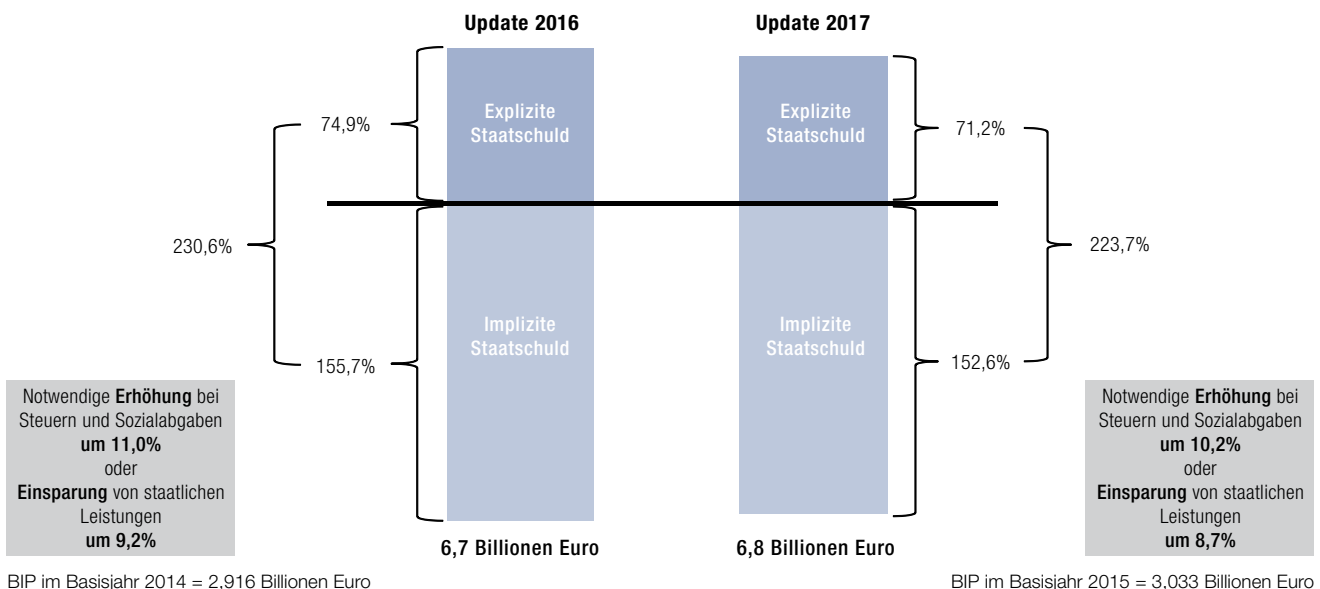 Update 2016
Update 2017
Explizite
Staatschuld
Explizite
Staatschuld
74,9%
71,2%
230,6%
223,7%
Implizite
Staatschuld
Implizite
Staatschuld
155,7%
152,6%
Notwendige Erhöhung bei
Steuern und Sozialabgaben
um 11,0%
oder
Einsparung von staatlichen
Leistungen
um 9,2%
Notwendige Erhöhung bei
Steuern und Sozialabgaben
um 10,2%
oder
Einsparung von staatlichen
Leistungen
um 8,7%
6,7 Billionen Euro
6,8 Billionen Euro
BIP im Basisjahr 2014 = 2,916 Billionen Euro
BIP im Basisjahr 2015 = 3,033 Billionen Euro